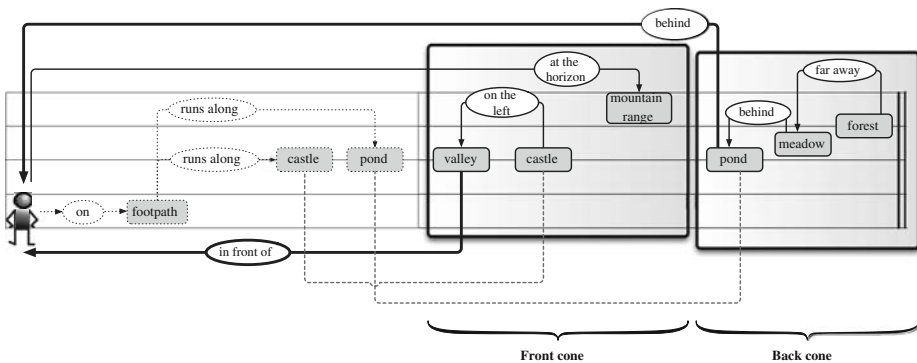 behind
at the
horizon
far away
on the
left
mountain
range
runs along
behind
forest
meadow
runs along
castle
pond
valley
castle
pond
on
footpath
in front of
Front cone
Back cone